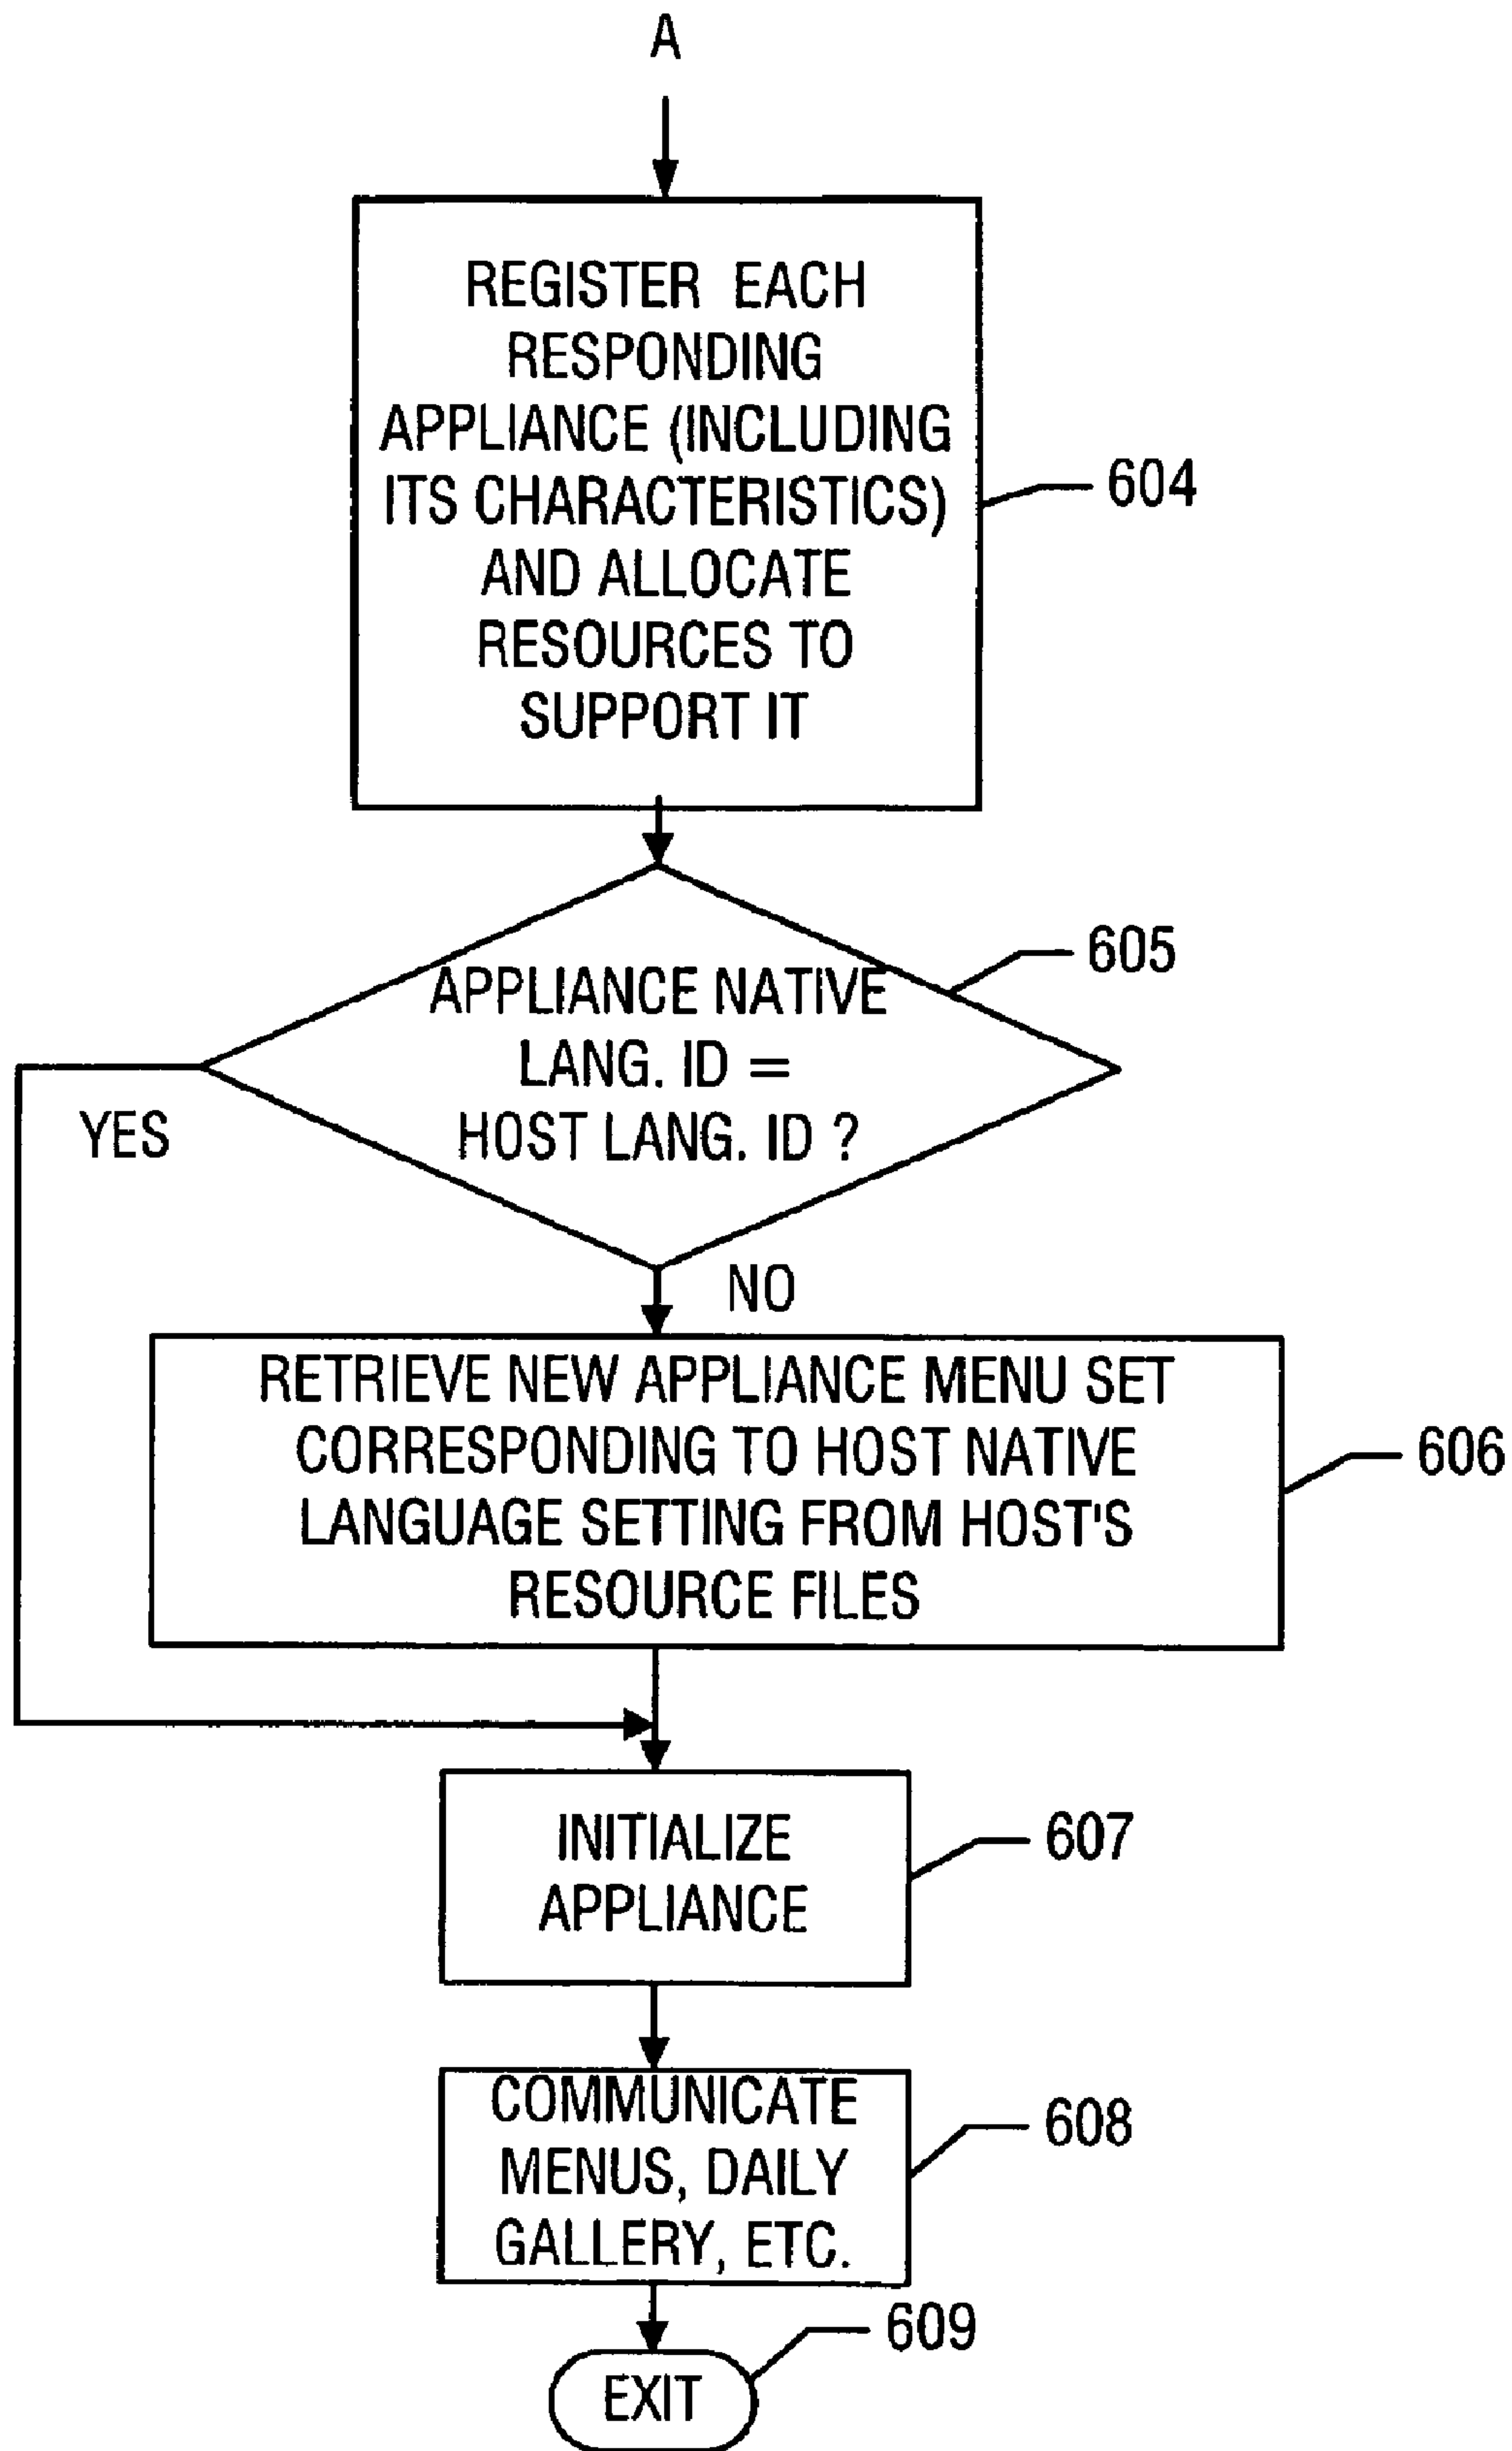 A
REGISTER EACH
RESPONDING
APPLIANCE (INCLUDING
ITS CHARACTERISTICS)
AND ALLOCATE
RESOURCES TO
SUPPORT IT
604
605
APPLIANCE NATIVE
LANG. ID =
HOST LANG. ID ?
YES
NO
RETRIEVE NEW APPLIANCE MENU SET
CORRESPONDING TO HOST NATIVE
LANGUAGE SETTING FROM HOST'S
RESOURCE FILES
606
INITIALIZE
APPLIANCE
607
COMMUNICATE
MENUS, DAILY
GALLERY, ETC.
608
609
EXIT